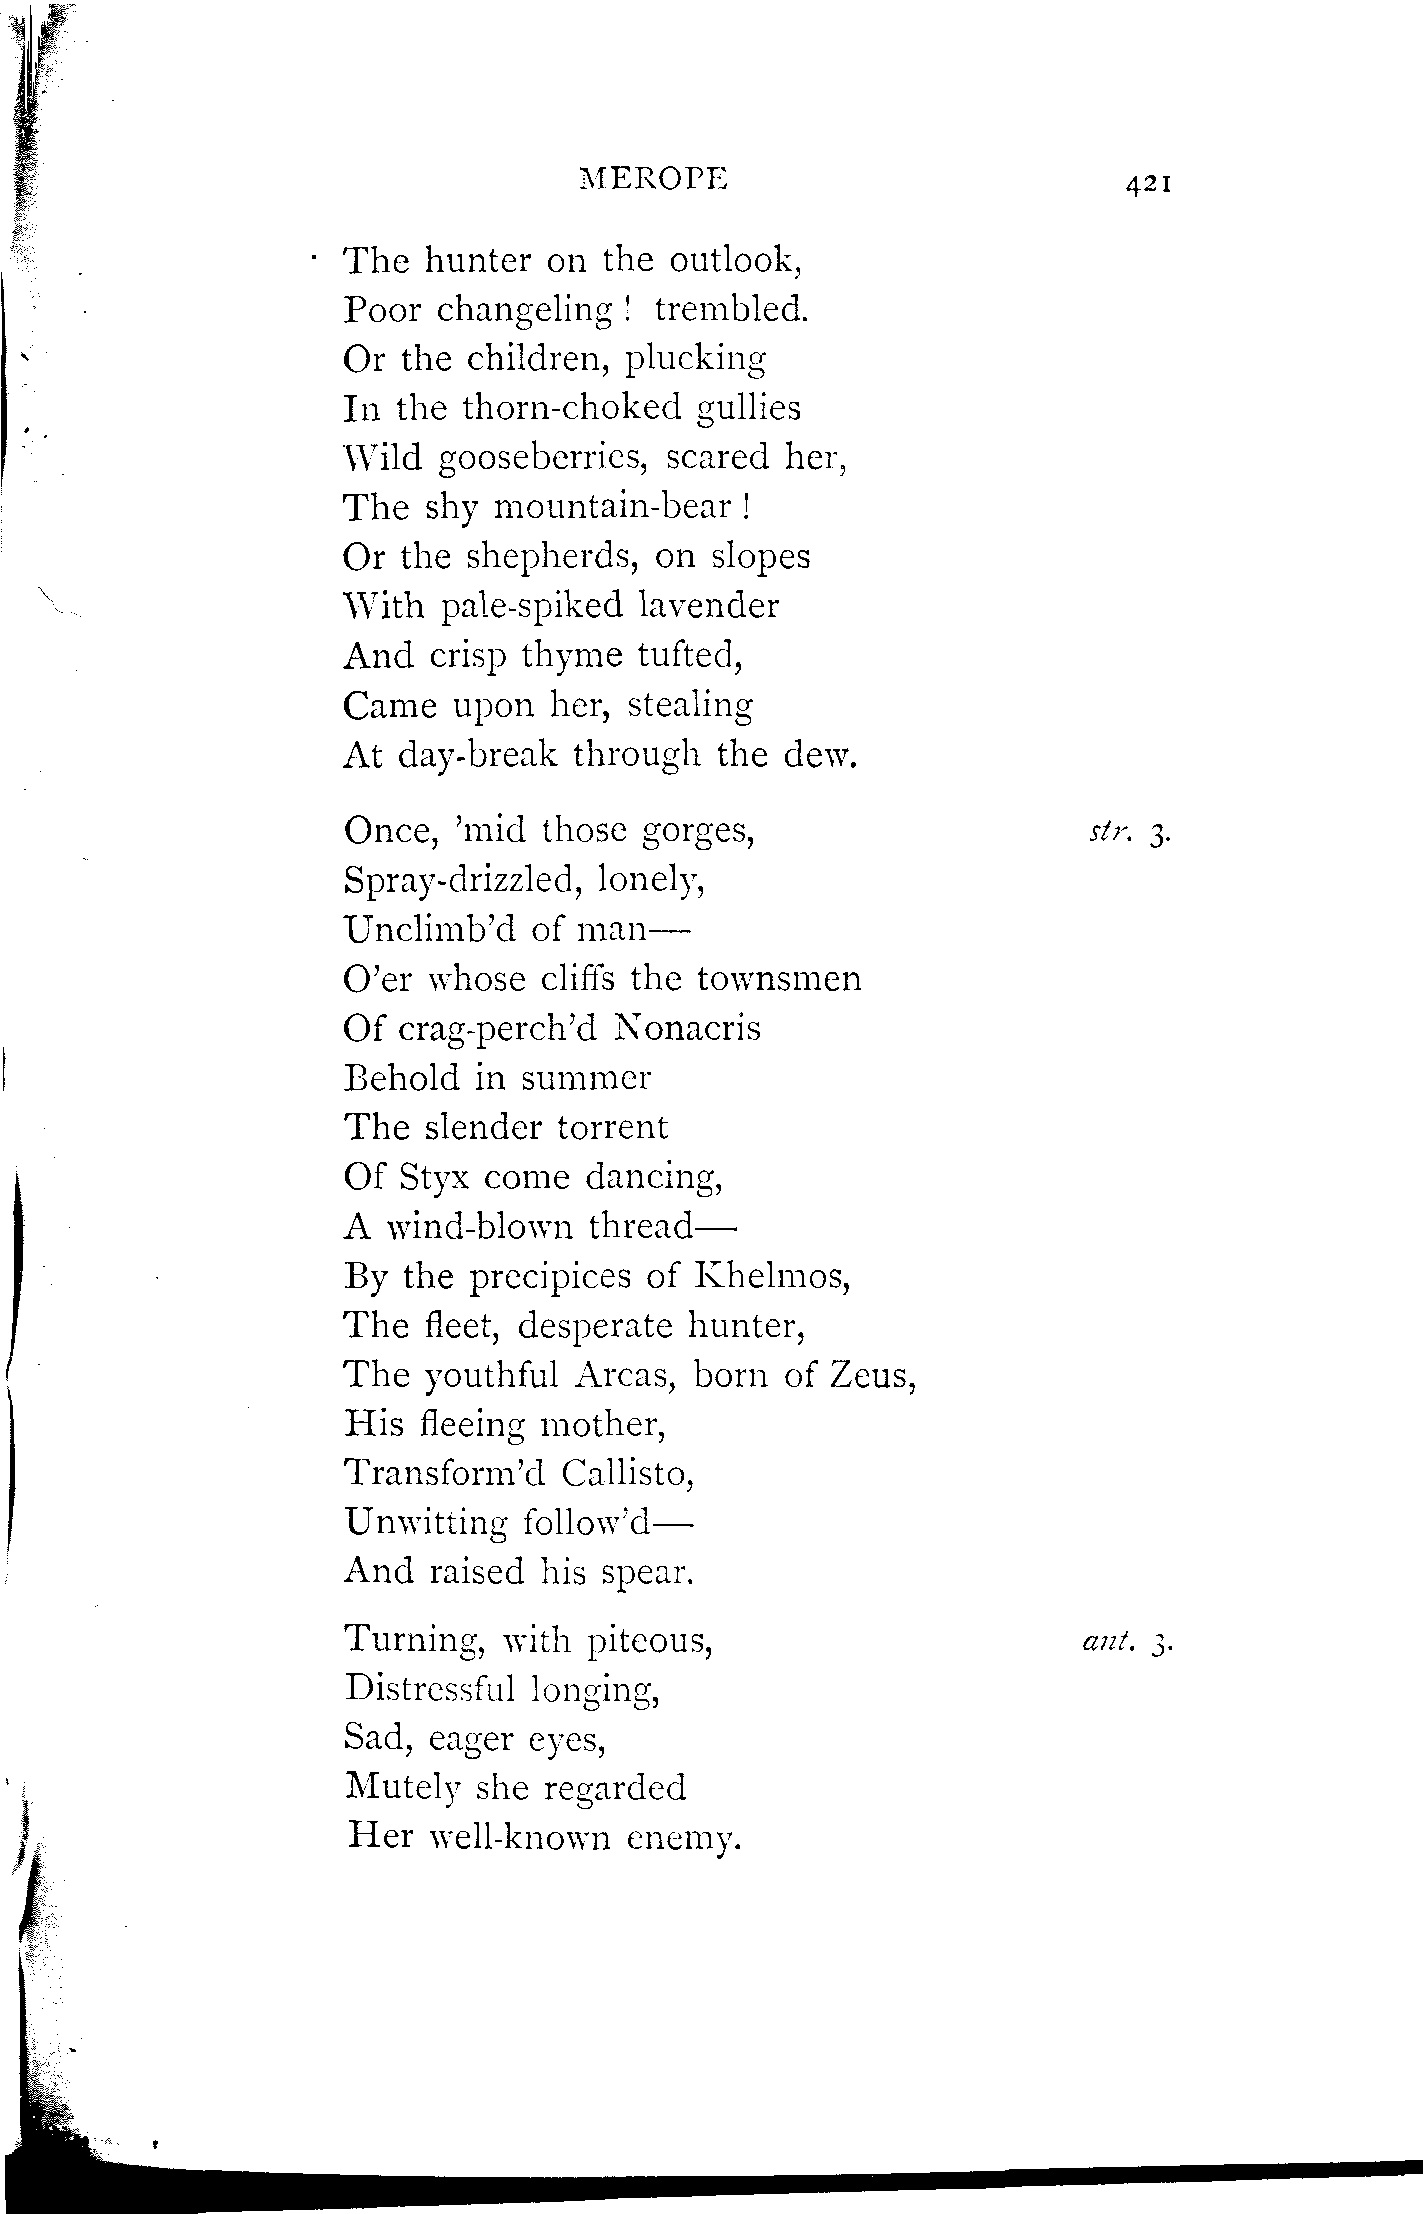 MEROPE 421
The hunter on the outlook,
Poor changeling ! trembled.
Or the children, plucking
In the thorn-choked gullies
Wild gooseberries, scared her,
The shy mountain-bear !
Or the shepherds, on slopes
With pale-spiked lavender
And crisp thyme tufted,
Came upon her, stealing
At day-break through the dew.
Once, ’mid those gorges, str. 3.
Spray-drizzled, lonely,
Unclimb’d of man—
O’er whose cliffs the townsmen
Of crag-perch’d Nonacris
Behold in summer
The slender torrent
Of Styx come dancing,
A wind-blown thread—
By the precipices of Khelmos,
The fleet, desperate hunter,
The youthful Arcas, born of Zeus,
His fleeing mother,
Transform’d Callisto,
Unwitting follow’d—
And raised his spear.
Turning, with piteous, ant. 3.
Distressful longing,
Sad, eager eyes,
Mutely she regarded
Her well-known enemy.